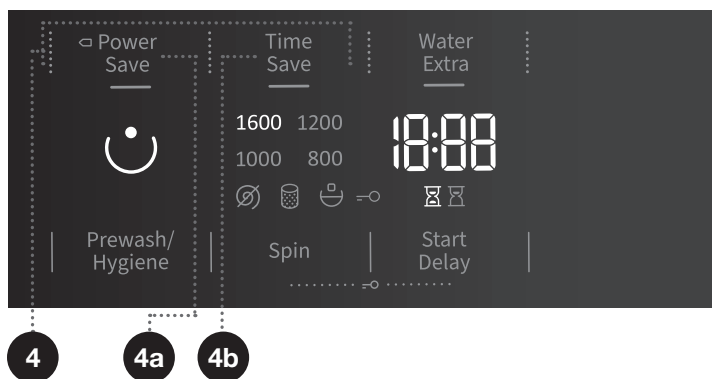 Power
Save
Time
Save
Water
Extra
1600 1200
1000 800
18:88
Prewash/
Hygiene
Spin
Start
Delay
4
4a
4b